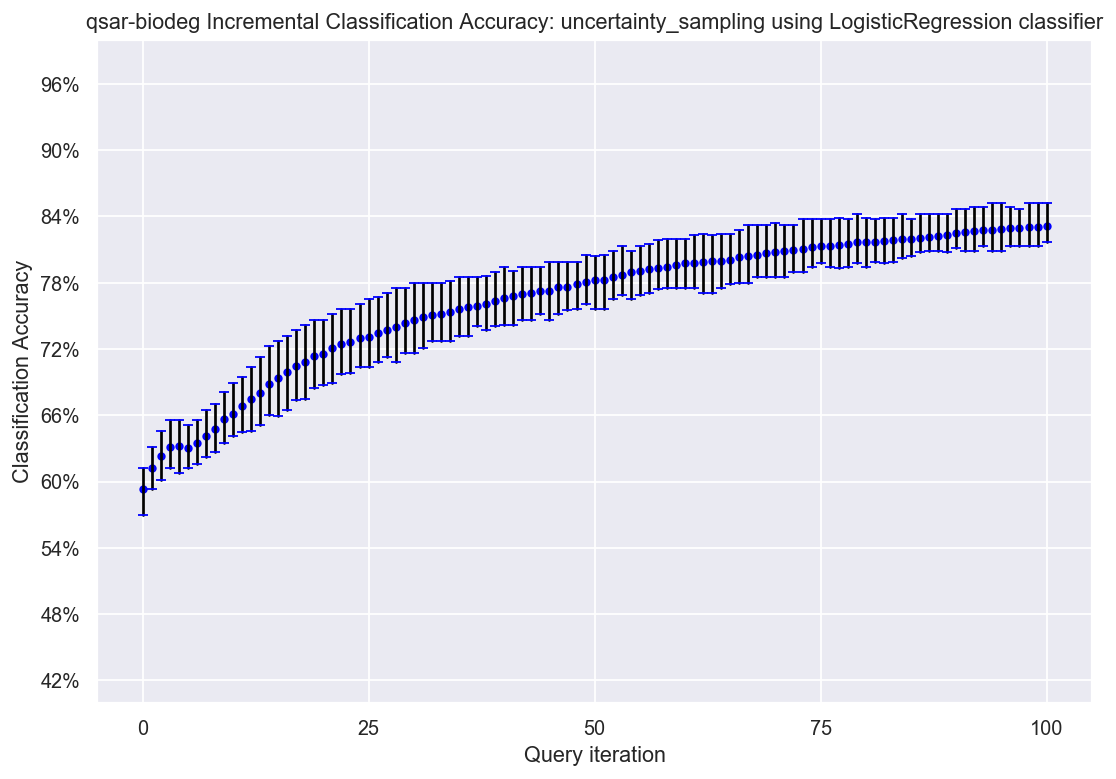 qsar-biodeg Incremental Classification Accuracy: uncertainty_sampling using LogisticRegression classifier
96%
90%
84%
78%
72%
66%
60%
54%
48%
42%
Classification Accuracy
0 25 50 75 100
Query iteration